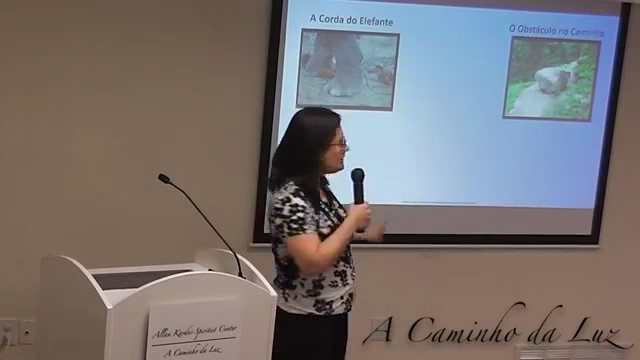 A Corda do Elefante
O Obstáculo no Caminho
Allan Kardec Spiritist Center
A Caminho da Luz
A Caminho da Luz